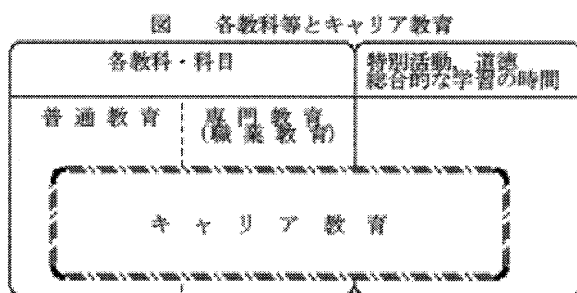 図　各教科等とキャリア教育
各教科・科目
特別活動、道徳
総合的な学習の時間
普通教育
専門教育
(職業教育)
キャリア教育